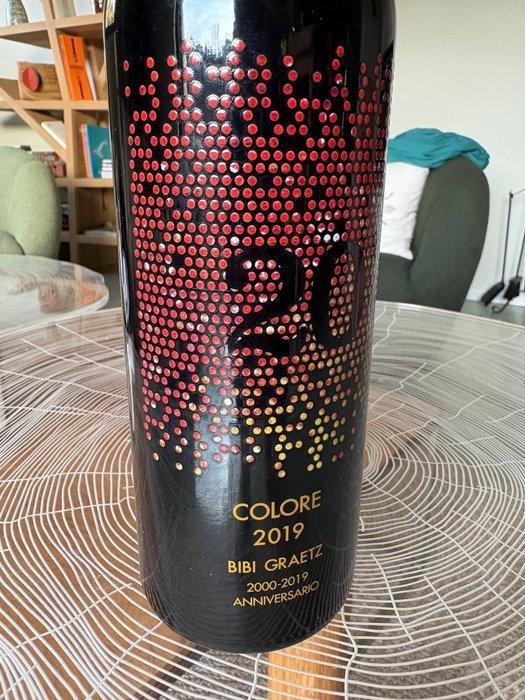 20
COLORE
2019
BIBI GRAETZ
2000-2019
ANNIVERSARIO